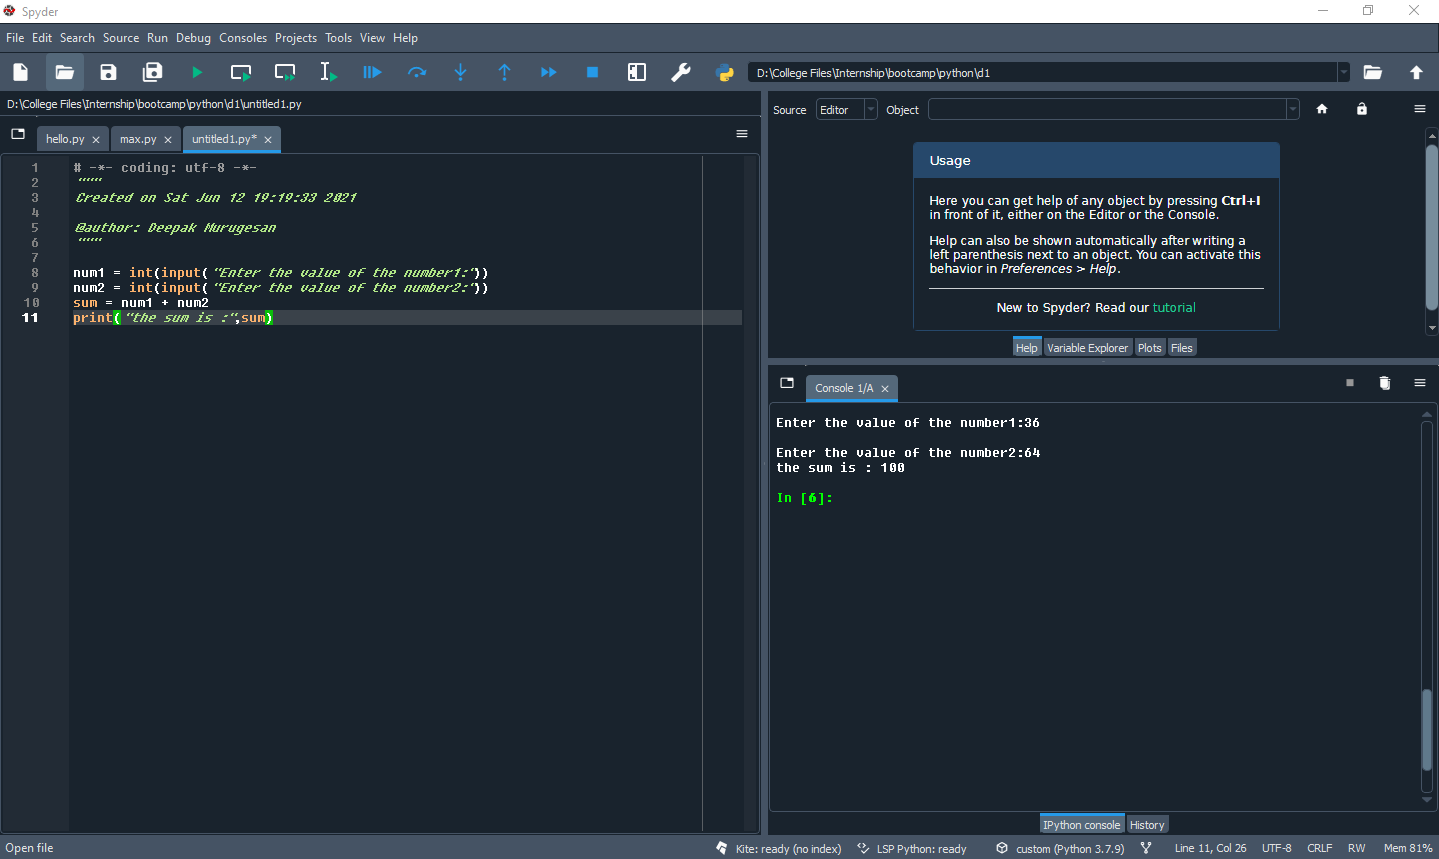 Spyder
File Edit Search Source Run Debug Consoles Projects Tools View Help
D:\College Files\Internship\bootcamp\python\d1
D:\College Files\Internship\bootcamp\python\d1\untitled1.py
hello.py
max.py
untitled1.py*
1 # -*- coding: utf-8 -*-
2 """
3 Created on Sat Jun 12 19:19:33 2021
4
5 @author: Deepak Murugesan
6 """
7
8 num1 = int(input("Enter the value of the number1:"))
9 num2 = int(input("Enter the value of the number2:"))
10 sum = num1 + num2
11 print("the sum is :",sum)
Source Editor Object
Usage
Here you can get help of any object by pressing Ctrl+I
in front of it, either on the Editor or the Console.
Help can also be shown automatically after writing a
left parenthesis next to an object. You can activate this
behavior in Preferences > Help.
New to Spyder? Read our tutorial
Help Variable Explorer Plots Files
Console 1/A
Enter the value of the number1:36
Enter the value of the number2:64
the sum is : 100
In [6]:
IPython console History
Open file
Kite: ready (no index) LSP Python: ready custom (Python 3.7.9) Line 11, Col 26 UTF-8 CRLF RW Mem 81%